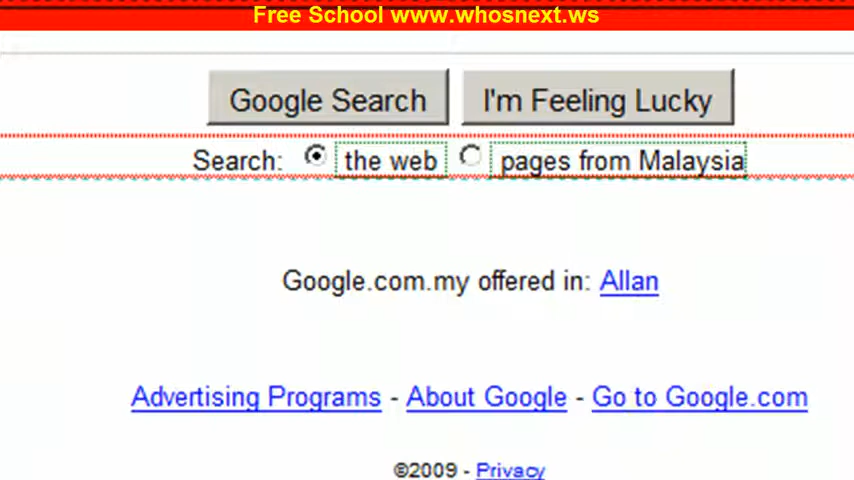 Free School www.whosnext.ws
Google Search I'm Feeling Lucky
Search: the web pages from Malaysia
Google.com.my offered in: Allan
Advertising Programs - About Google - Go to Google.com
©2009 - Privacy